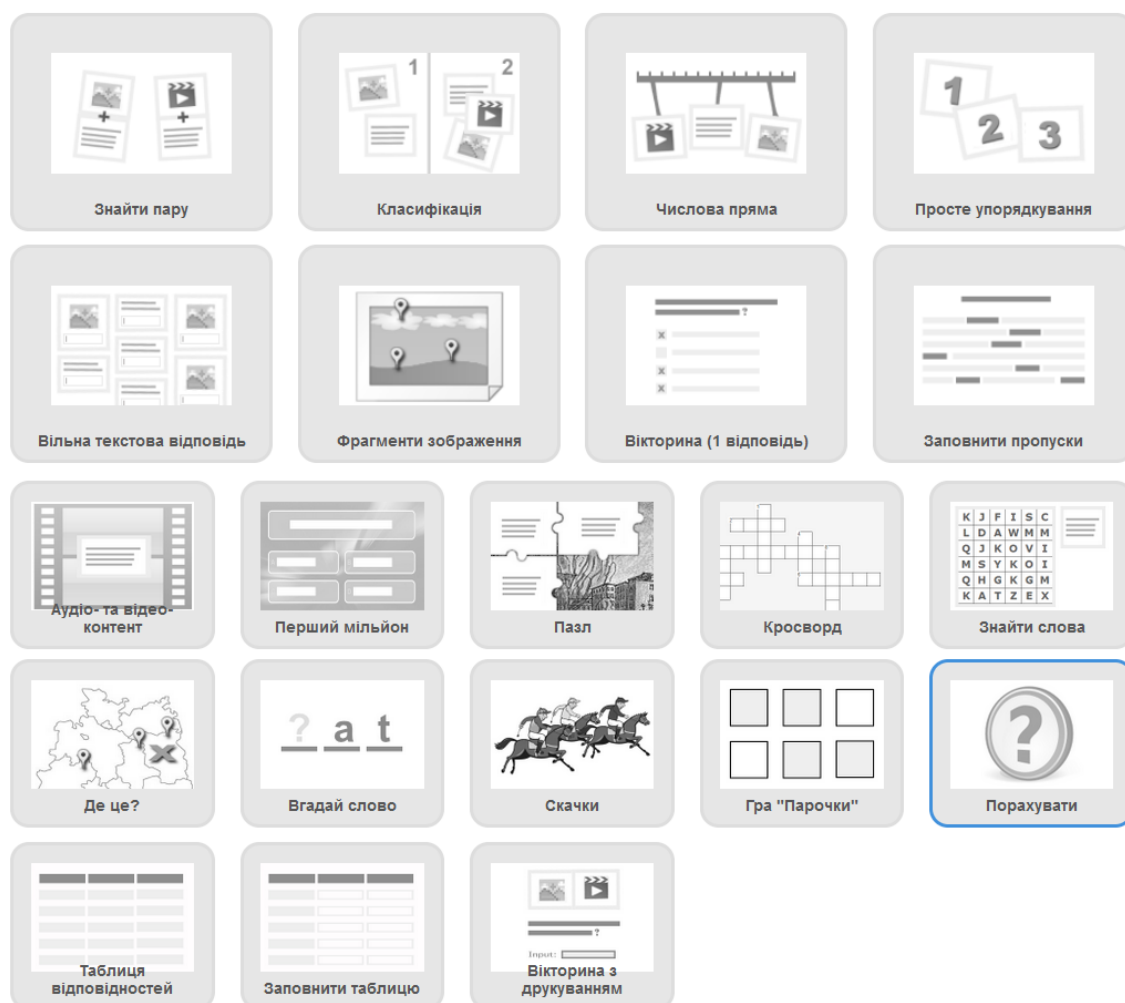 Знайти пару
1
2
Класифікація
Числова пряма
1
2
3
Просте упорядкування
Вільна текстова відповідь
Фрагменти зображення
?
Вікторина (1 відповідь)
Заповнити пропуски
Аудіо- та відео-
контент
Перший мільйон
Пазл
Кросворд
K J F I S C
L D A W M M
Q J K O V I
M S Y K O I
Q H G K G M
K A T Z E X
Знайти слова
Де це?
? a t
Вгадай слово
Скачки
Гра "Парочки"
?
Порахувати
Таблиця
відповідностей
Заповнити таблицю
?
Input:
Вікторина з
друкуванням